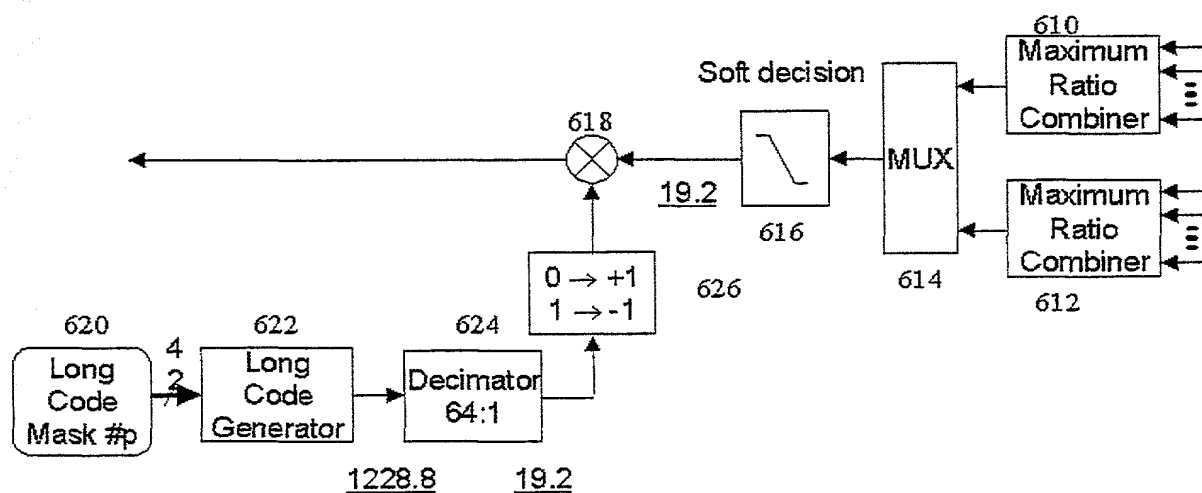 610
Maximum
Ratio
Combiner
Soft decision
618
MUX
19.2
616
Maximum
Ratio
Combiner
614
612
0 → +1
1 → -1
626
620
622
624
4
2
Long
Code
Mask #p
Long
Code
Generator
Decimator
64:1
1228.8
19.2